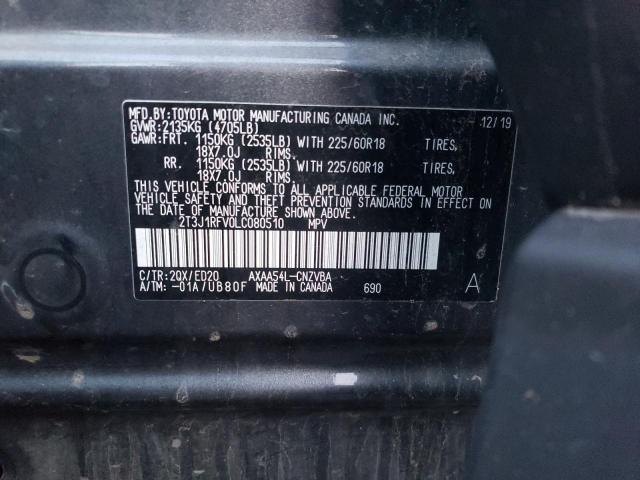 MFD.BY:TOYOTA MOTOR MANUFACTURING CANADA INC. 12/19
GVWR:2135KG (4705LB)
GAWR:FRT. 1150KG (2535LB) WITH 225/60R18 TIRES,
18X7.0J RIMS.
RR. 1150KG (2535LB) WITH 225/60R18 TIRES,
18X7.0J RIMS.
THIS VEHICLE CONFORMS TO ALL APPLICABLE FEDERAL MOTOR
VEHICLE SAFETY AND THEFT PREVENTION STANDARDS
IN EFFECT ON THE DATE OF MANUFACTURE SHOWN ABOVE.
2T3J1RFV0LC080510 MPV
C/TR:2QX/ED20 AXAA54L-CNZVBA
A/TM: -01A/UB80F MADE IN CANADA 690 A